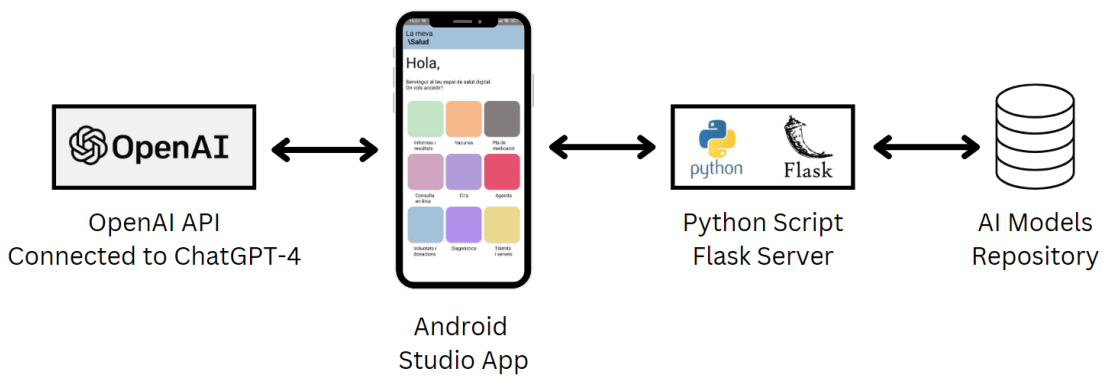 OpenAI
OpenAI API
Connected to ChatGPT-4
La meva
\Salud
Hola,
Benvingut al teu espai de salut digital.
On vols accedir?
Informes i
resultats
Vacunes
Pla de
medicació
Consulta
en línia
Cita
Agenda
Voluntats i
donacions
Diagnòstics
Tràmits
i serveis
Android
Studio App
python
Flask
Python Script
Flask Server
AI Models
Repository